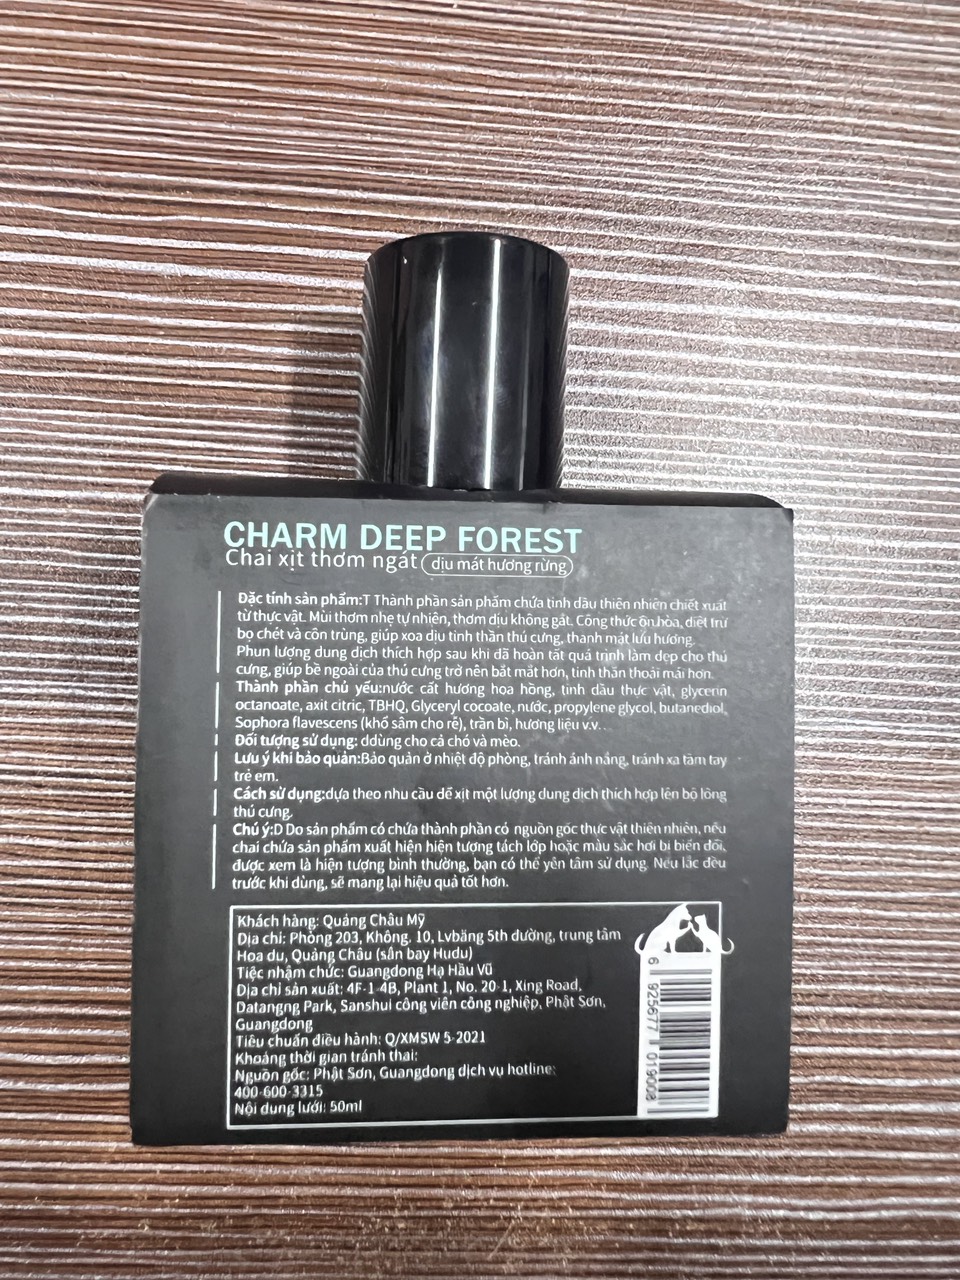 CHARM DEEP FOREST
Chai xịt thơm ngát dịu mát hương rừng
Đặc tính sản phẩm:T Thành phần sản phẩm chứa tinh dầu thiên nhiên chiết xuất
từ thực vật. Mùi thơm nhẹ tự nhiên, thơm dịu không gắt. Công thức ôn hòa, diệt trừ
bọ chét và côn trùng, giúp xoa dịu tinh thần thú cưng, thanh mát lưu hương.
Phun lượng dung dịch thích hợp sau khi đã hoàn tất quá trình làm đẹp cho thú
cưng, giúp bề ngoài của thú cưng trở nên bắt mắt hơn, tinh thần thoải mái hơn.
Thành phần chủ yếu:nước cất hương hoa hồng, tinh dầu thực vật, glycerin
octanoate, axit citric, TBHQ, Glyceryl cocoate, nước, propylene glycol, butanediol,
Sophora flavescens (khổ sâm cho rễ), trần bì, hương liệu v.v...
Đối tượng sử dụng: ddùng cho cả chó và mèo.
Lưu ý khi bảo quản:Bảo quản ở nhiệt độ phòng, tránh ánh nắng, tránh xa tầm tay
trẻ em.
Cách sử dụng:dựa theo nhu cầu để xịt một lượng dung dịch thích hợp lên bộ lông
thú cưng.
Chú ý:D Do sản phẩm có chứa thành phần có nguồn gốc thực vật thiên nhiên, nếu
chai chứa sản phẩm xuất hiện hiện tượng tách lớp hoặc màu sắc hơi bị biến đổi,
được xem là hiện tượng bình thường, bạn có thể yên tâm sử dụng. Nếu lắc đều
trước khi dùng, sẽ mang lại hiệu quả tốt hơn.
Khách hàng: Quảng Châu Mỹ
Địa chỉ: Phòng 203, Không. 10, Lvbăng 5th đường, trung tâm
Hoa du, Quảng Châu (sân bay Hudu)
Tiệc nhậm chức: Guangdong Hạ Hầu Vũ
Địa chỉ sản xuất: 4F-1-4B, Plant 1, No. 20-1, Xing Road,
Datangng Park, Sanshui công viên công nghiệp, Phật Sơn,
Guangdong
Tiêu chuẩn điều hành: Q/XMSW 5-2021
Khoảng thời gian tránh thai:
Nguồn gốc: Phật Sơn, Guangdong dịch vụ hotline:
400-600-3315
Nội dung lưới: 50ml
6 925677 019008